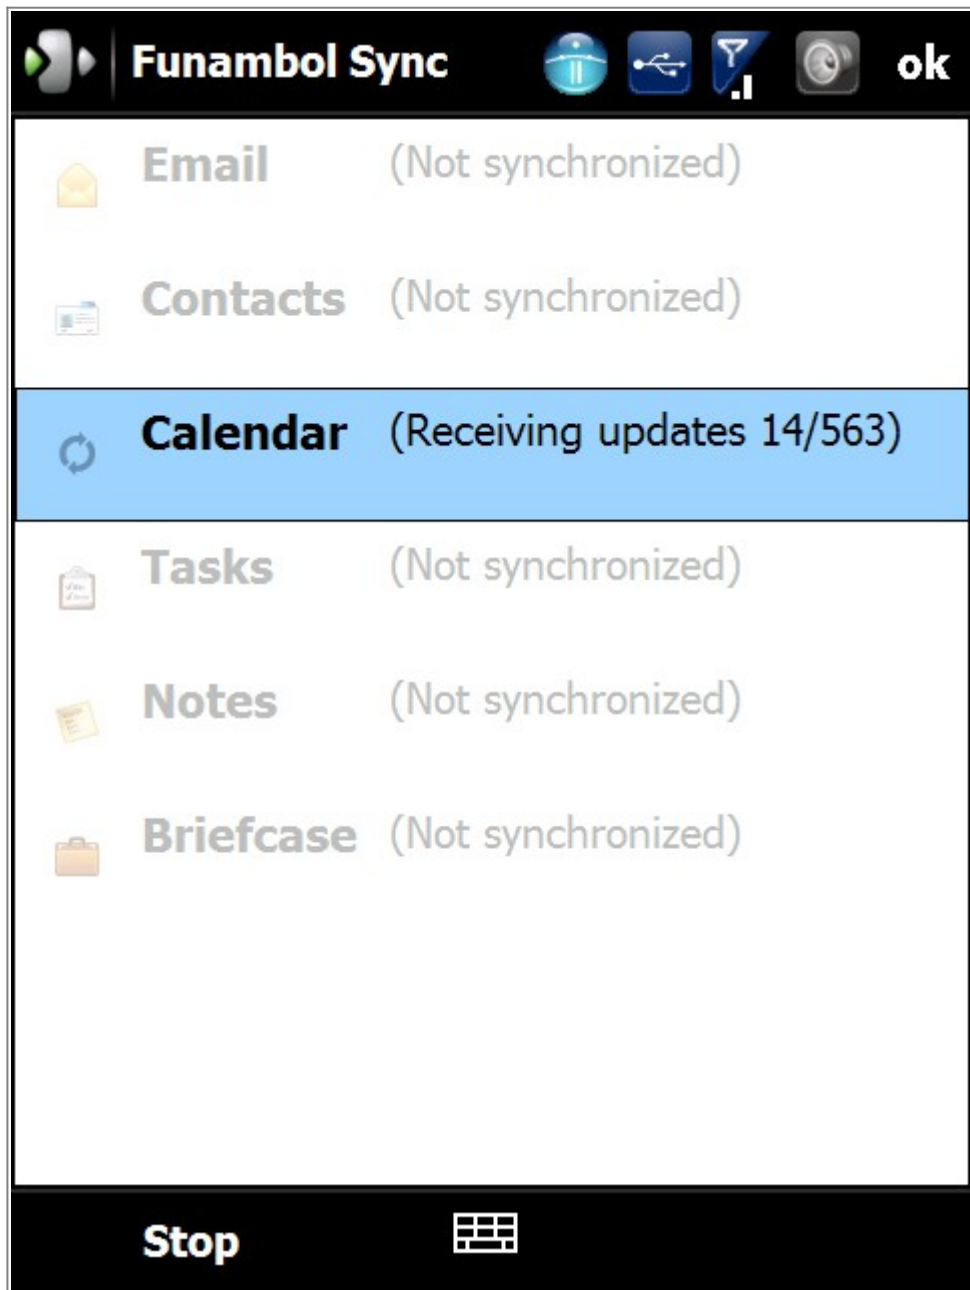 Funambol Sync ok
Email (Not synchronized)
Contacts (Not synchronized)
Calendar (Receiving updates 14/563)
Tasks (Not synchronized)
Notes (Not synchronized)
Briefcase (Not synchronized)
Stop